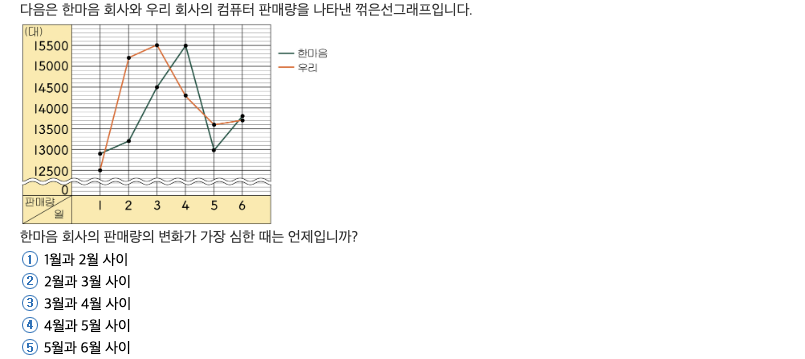 다음은 한마음 회사와 우리 회사의 컴퓨터 판매량을 나타낸 꺾은선그래프입니다.
(대)
15500
15000
14500
14000
13500
13000
12500
0
한마음
우리
판매량
월
1 2 3 4 5 6
한마음 회사의 판매량의 변화가 가장 심한 때는 언제입니까?
① 1월과 2월 사이
② 2월과 3월 사이
③ 3월과 4월 사이
④ 4월과 5월 사이
⑤ 5월과 6월 사이